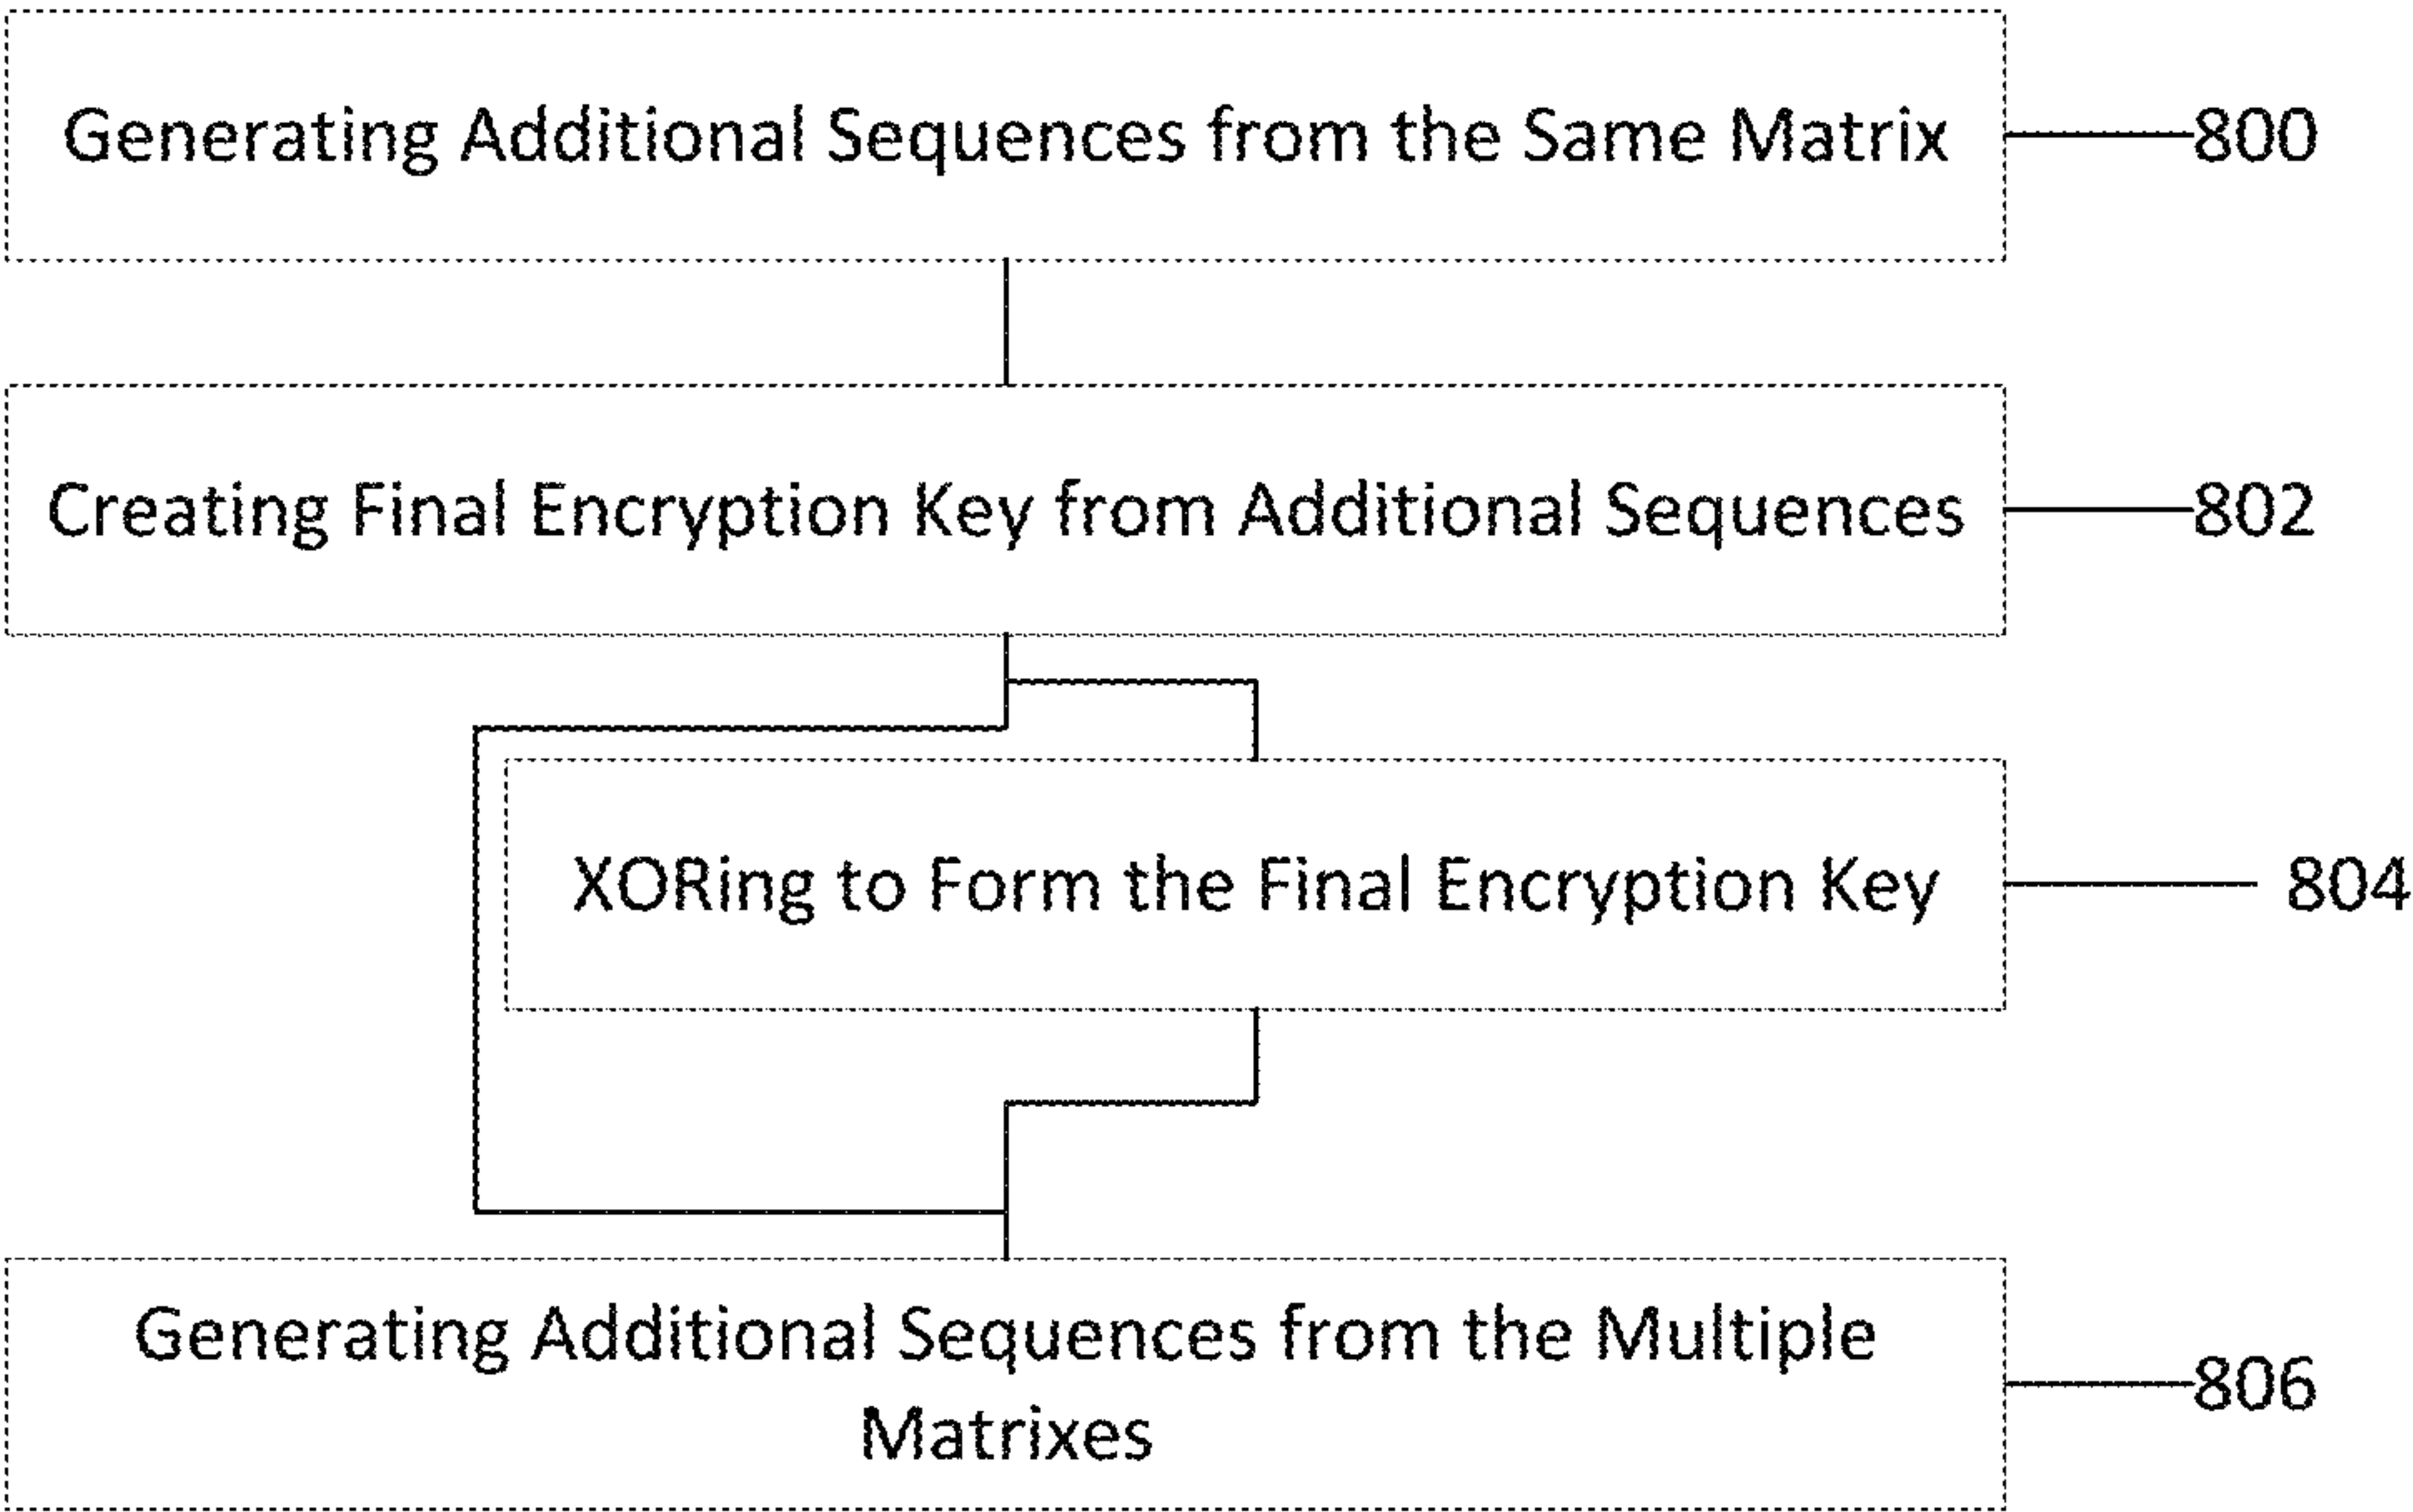 Generating Additional Sequences from the Same Matrix 800
Creating Final Encryption Key from Additional Sequences 802
XORing to Form the Final Encryption Key 804
Generating Additional Sequences from the Multiple
Matrixes
806